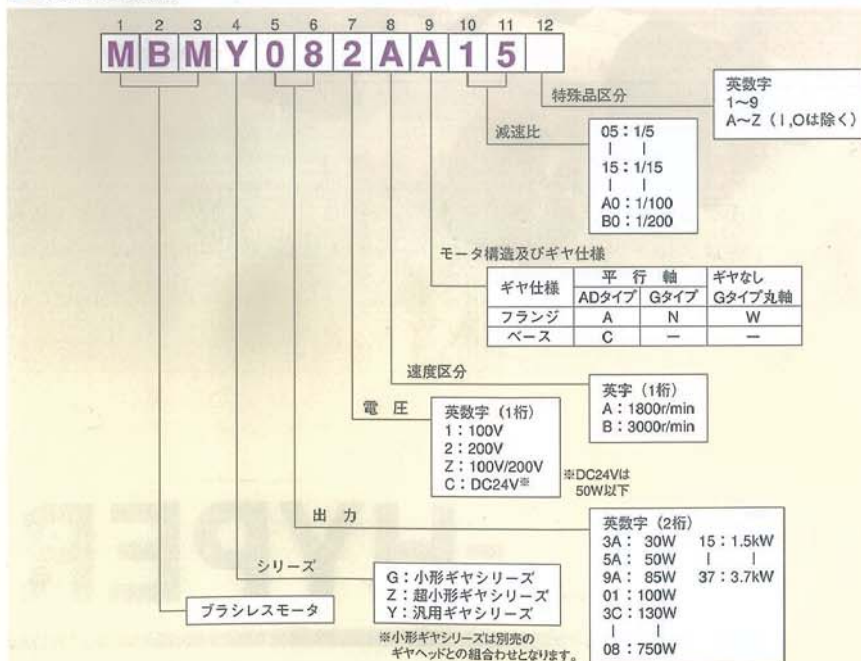 1 2 3 4 5 6 7 8 9 10 11 12
M B M Y 0 8 2 A A 1 5
特殊品区分
英数字
1〜9
A〜Z（I,Oは除く）
減速比
05：1/5
｜ ｜
15：1/15
｜ ｜
A0：1/100
B0：1/200
モータ構造及びギヤ仕様
ギヤ仕様 平行軸 ギヤなし
ADタイプ Gタイプ Gタイプ丸軸
フランジ A N W
ベース C － －
速度区分
英字（1桁）
A：1800r/min
B：3000r/min
電圧
英数字（1桁）
1：100V
2：200V
Z：100V/200V
C：DC24V※
※DC24Vは
50W以下
出力
英数字（2桁）
3A： 30W 15：1.5kW
5A： 50W ｜ ｜
9A： 85W 37：3.7kW
01：100W
3C：130W
｜ ｜
08：750W
シリーズ
G：小形ギヤシリーズ
Z：超小形ギヤシリーズ
Y：汎用ギヤシリーズ
※小形ギヤシリーズは別売の
ギヤヘッドとの組合わせとなります。
ブラシレスモータ